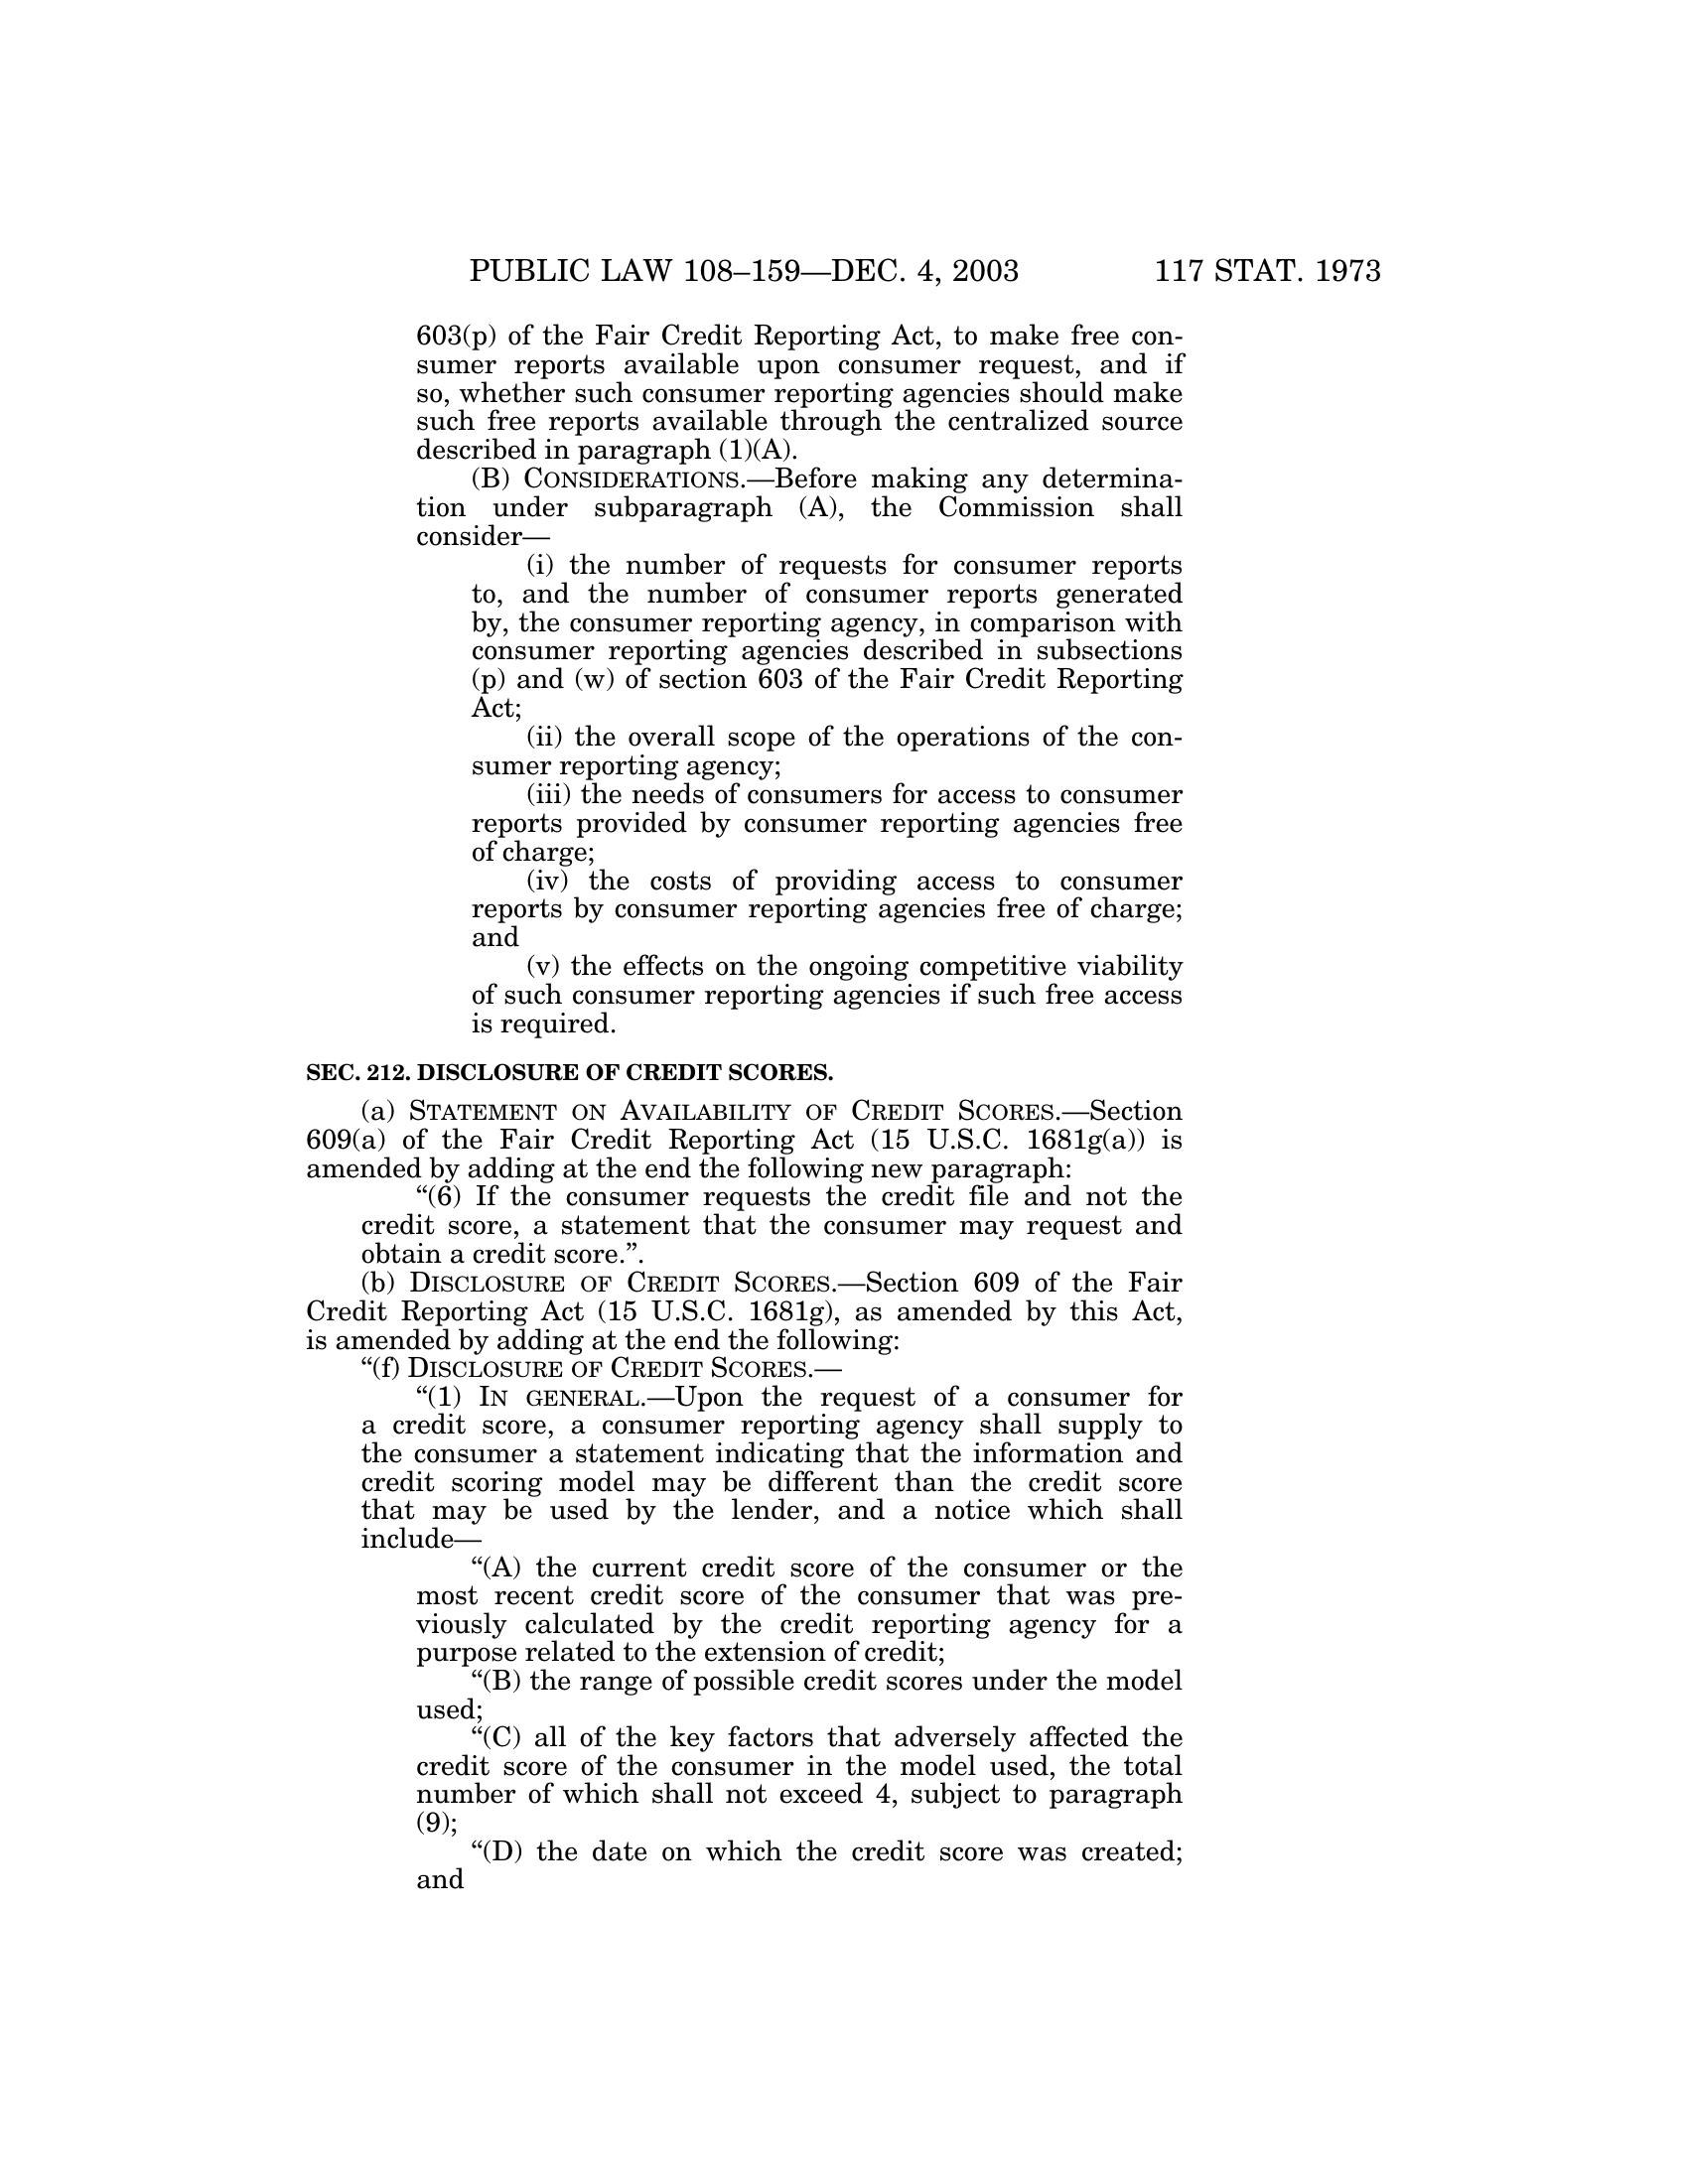 PUBLIC LAW 108–159—DEC. 4, 2003 117 STAT. 1973
603(p) of the Fair Credit Reporting Act, to make free con-
sumer reports available upon consumer request, and if
so, whether such consumer reporting agencies should make
such free reports available through the centralized source
described in paragraph (1)(A).
(B) CONSIDERATIONS.—Before making any determina-
tion under subparagraph (A), the Commission shall
consider—
(i) the number of requests for consumer reports
to, and the number of consumer reports generated
by, the consumer reporting agency, in comparison with
consumer reporting agencies described in subsections
(p) and (w) of section 603 of the Fair Credit Reporting
Act;
(ii) the overall scope of the operations of the con-
sumer reporting agency;
(iii) the needs of consumers for access to consumer
reports provided by consumer reporting agencies free
of charge;
(iv) the costs of providing access to consumer
reports by consumer reporting agencies free of charge;
and
(v) the effects on the ongoing competitive viability
of such consumer reporting agencies if such free access
is required.
SEC. 212. DISCLOSURE OF CREDIT SCORES.
(a) STATEMENT ON AVAILABILITY OF CREDIT SCORES.—Section
609(a) of the Fair Credit Reporting Act (15 U.S.C. 1681g(a)) is
amended by adding at the end the following new paragraph:
“(6) If the consumer requests the credit file and not the
credit score, a statement that the consumer may request and
obtain a credit score.”.
(b) DISCLOSURE OF CREDIT SCORES.—Section 609 of the Fair
Credit Reporting Act (15 U.S.C. 1681g), as amended by this Act,
is amended by adding at the end the following:
“(f) DISCLOSURE OF CREDIT SCORES.—
“(1) IN GENERAL.—Upon the request of a consumer for
a credit score, a consumer reporting agency shall supply to
the consumer a statement indicating that the information and
credit scoring model may be different than the credit score
that may be used by the lender, and a notice which shall
include—
“(A) the current credit score of the consumer or the
most recent credit score of the consumer that was pre-
viously calculated by the credit reporting agency for a
purpose related to the extension of credit;
“(B) the range of possible credit scores under the model
used;
“(C) all of the key factors that adversely affected the
credit score of the consumer in the model used, the total
number of which shall not exceed 4, subject to paragraph
(9);
“(D) the date on which the credit score was created;
and